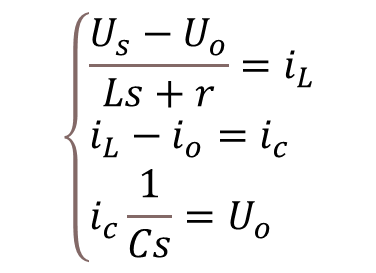 (U_s − U_o)/(Ls + r) = i_L
i_L − i_o = i_c
i_c 1/(Cs) = U_o